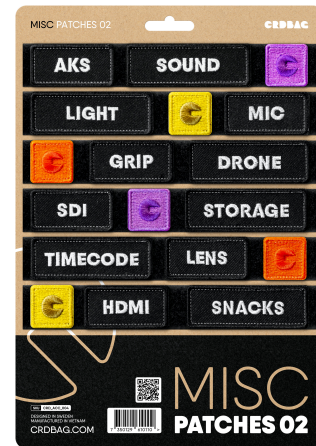 MISC PATCHES 02
CRDBAG
AKS
SOUND
LIGHT
MIC
GRIP
DRONE
SDI
STORAGE
TIMECODE
LENS
HDMI
SNACKS
MISC
PATCHES 02
CRD_ACC_004
DESIGNED IN SWEDEN
MANUFACTURED IN VIETNAM
CRDBAG.COM